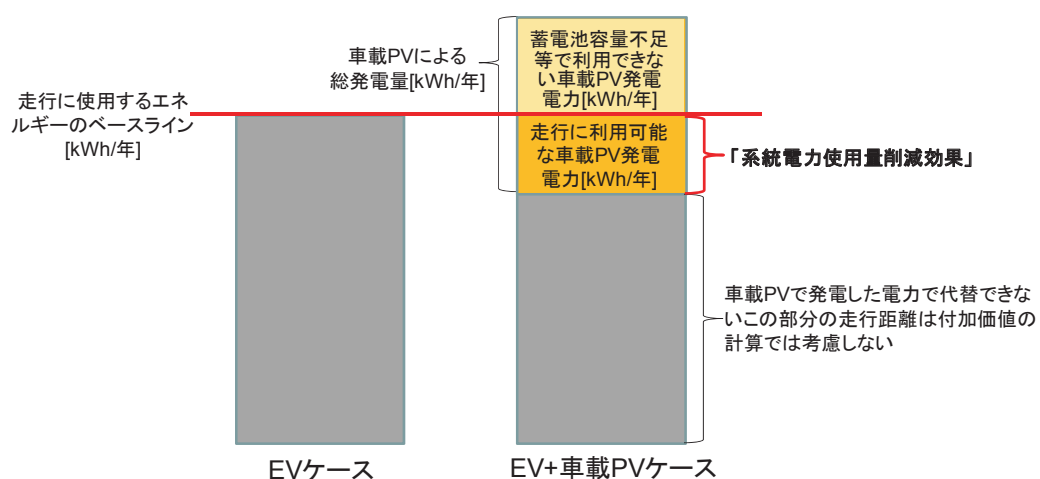 車載PVによる
総発電量[kWh/年]
蓄電池容量不足
等で利用できな
い車載PV発電
電力[kWh/年]
走行に使用するエネ
ルギーのベースライン
[kWh/年]
走行に利用可能
な車載PV発電
電力[kWh/年]
「系統電力使用量削減効果」
車載PVで発電した電力で代替できな
いこの部分の走行距離は付加価値の
計算では考慮しない
EVケース
EV+車載PVケース